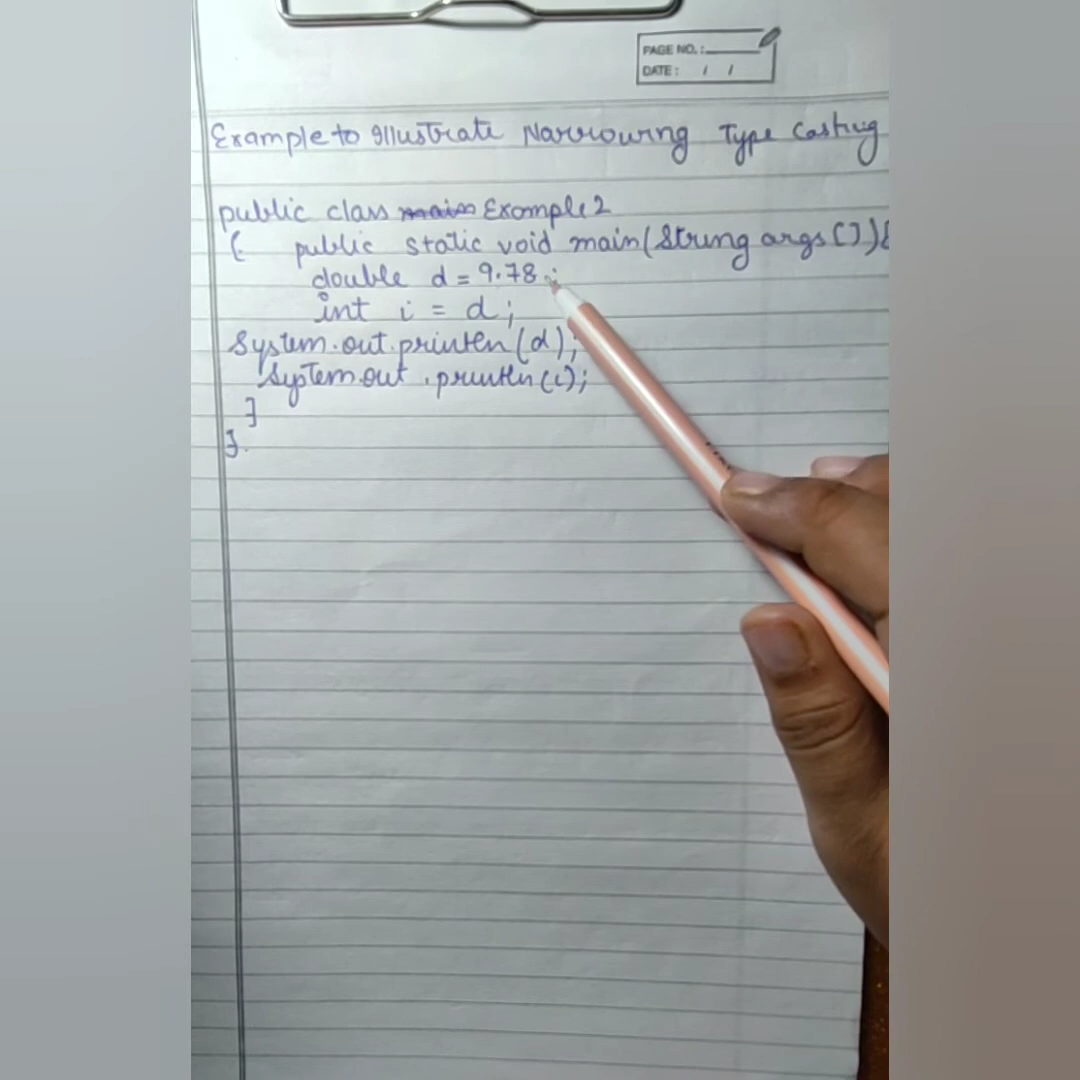 PAGE NO. :
DATE : / /
Example to Illustrate Narrowing Type Casting
public class main Example2
{ public static void main(String args[]){
double d = 9.78;
int i = d;
System.out.println(d);
System.out.println(i);
}
}